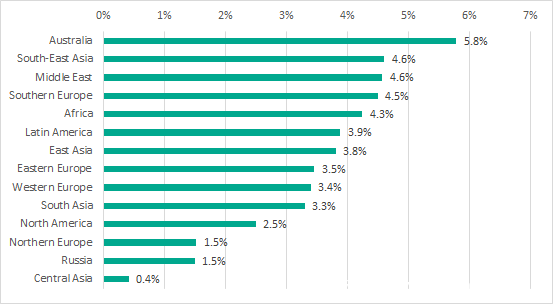 0% 1% 2% 3% 4% 5% 6% 7%
Australia 5.8%
South-East Asia 4.6%
Middle East 4.6%
Southern Europe 4.5%
Africa 4.3%
Latin America 3.9%
East Asia 3.8%
Eastern Europe 3.5%
Western Europe 3.4%
South Asia 3.3%
North America 2.5%
Northern Europe 1.5%
Russia 1.5%
Central Asia 0.4%